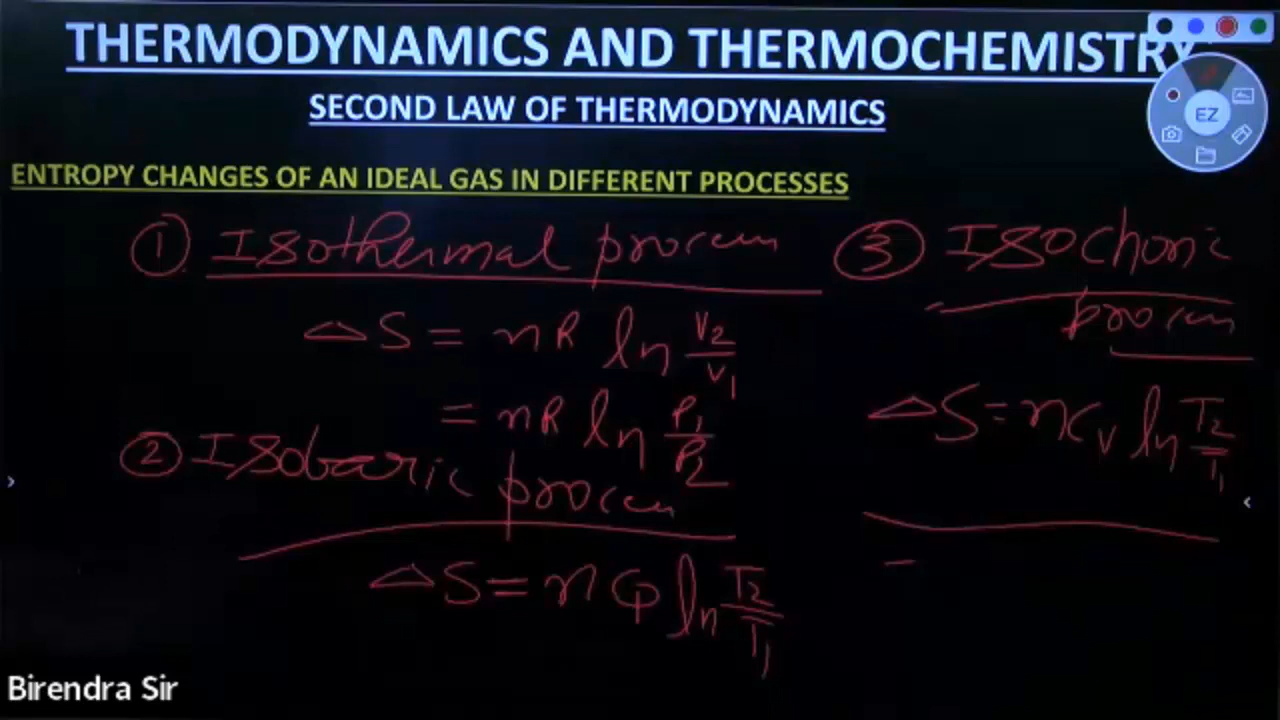 THERMODYNAMICS AND THERMOCHEMISTRY
EZ
SECOND LAW OF THERMODYNAMICS
ENTROPY CHANGES OF AN IDEAL GAS IN DIFFERENT PROCESSES
① Isothermal process
ΔS = nR ln V₂/V₁
= nR ln P₁/P₂
② Isobaric process
ΔS = n Cp ln T₂/T₁
③ Isochoric
process
ΔS = nCv ln T₂/T₁
Birendra Sir